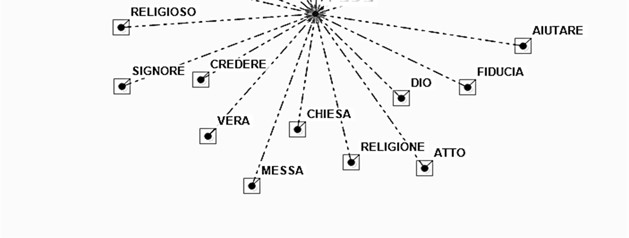 RELIGIOSO
AIUTARE
SIGNORE
CREDERE
FIDUCIA
DIO
VERA
CHIESA
RELIGIONE
ATTO
MESSA